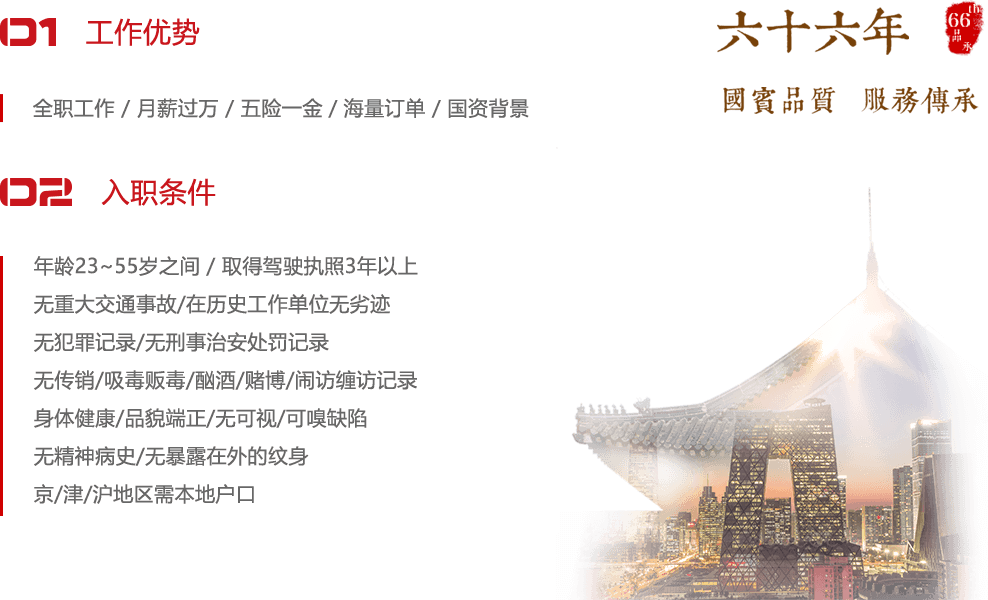 01 工作优势
全职工作 / 月薪过万 / 五险一金 / 海量订单 / 国资背景
02 入职条件
年龄23~55岁之间 / 取得驾驶执照3年以上
无重大交通事故/在历史工作单位无劣迹
无犯罪记录/无刑事治安处罚记录
无传销/吸毒贩毒/酗酒/赌博/闹访缠访记录
身体健康/品貌端正/无可视/可嗅缺陷
无精神病史/无暴露在外的纹身
京/津/沪地区需本地户口
六十六年
66th
品
承
國賓品質 服務傳承